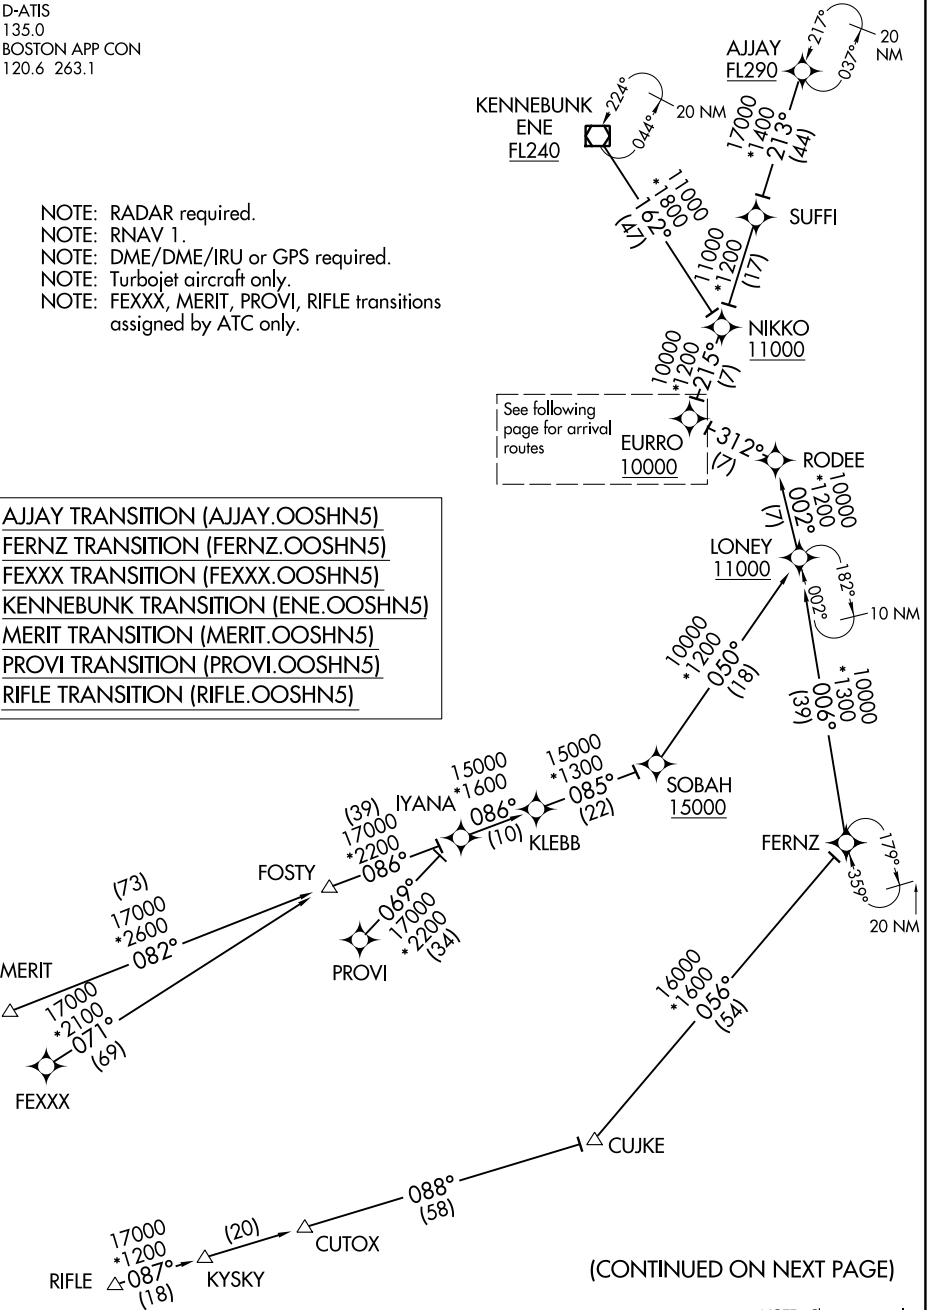 D-ATIS
135.0
BOSTON APP CON
120.6 263.1
AJJAY
FL290
217°
037°
20
NM
KENNEBUNK
ENE
FL240
224°
044°
20 NM
17000
*1400
213°
(44)
NOTE: RADAR required.
NOTE: RNAV 1.
NOTE: DME/DME/IRU or GPS required.
NOTE: Turbojet aircraft only.
NOTE: FEXXX, MERIT, PROVI, RIFLE transitions
assigned by ATC only.
11000
*1800
162°
(47)
SUFFI
11000
*1200
(17)
NIKKO
11000
10000
*1200
215°
(7)
See following
page for arrival
routes
EURRO
10000
312°
(7)
RODEE
10000
*1200
002°
(7)
LONEY
11000
182°
002°
10 NM
AJJAY TRANSITION (AJJAY.OOSHN5)
FERNZ TRANSITION (FERNZ.OOSHN5)
FEXXX TRANSITION (FEXXX.OOSHN5)
KENNEBUNK TRANSITION (ENE.OOSHN5)
MERIT TRANSITION (MERIT.OOSHN5)
PROVI TRANSITION (PROVI.OOSHN5)
RIFLE TRANSITION (RIFLE.OOSHN5)
10000
*1200
050°
(18)
10000
*1300
006°
(39)
SOBAH
15000
15000
*1300
085°
(22)
KLEBB
15000
*1600
086°
(10)
IYANA
(39)
17000
*2200
086°
FOSTY
069°
17000
*2200
(34)
PROVI
FERNZ
179°
359°
20 NM
(73)
17000
*2600
082°
MERIT
17000
*2100
071°
(69)
FEXXX
16000
*1600
056°
(54)
CUJKE
088°
(58)
CUTOX
(20)
KYSKY
17000
*1200
087°
(18)
RIFLE
(CONTINUED ON NEXT PAGE)